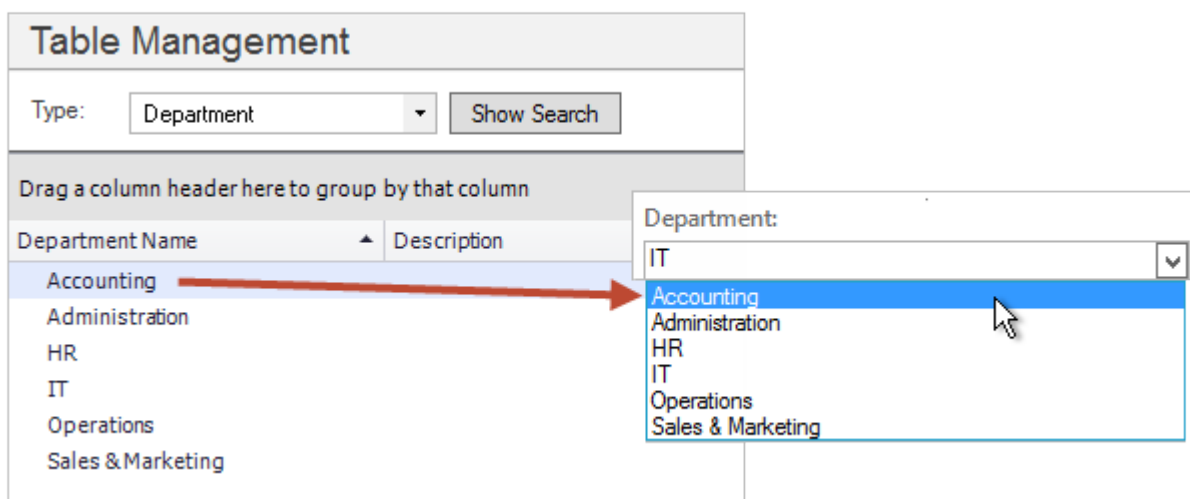 Table Management
Type: Department Show Search
Drag a column header here to group by that column
Department Name Description
Accounting
Administration
HR
IT
Operations
Sales & Marketing
Department:
IT
Accounting
Administration
HR
IT
Operations
Sales & Marketing